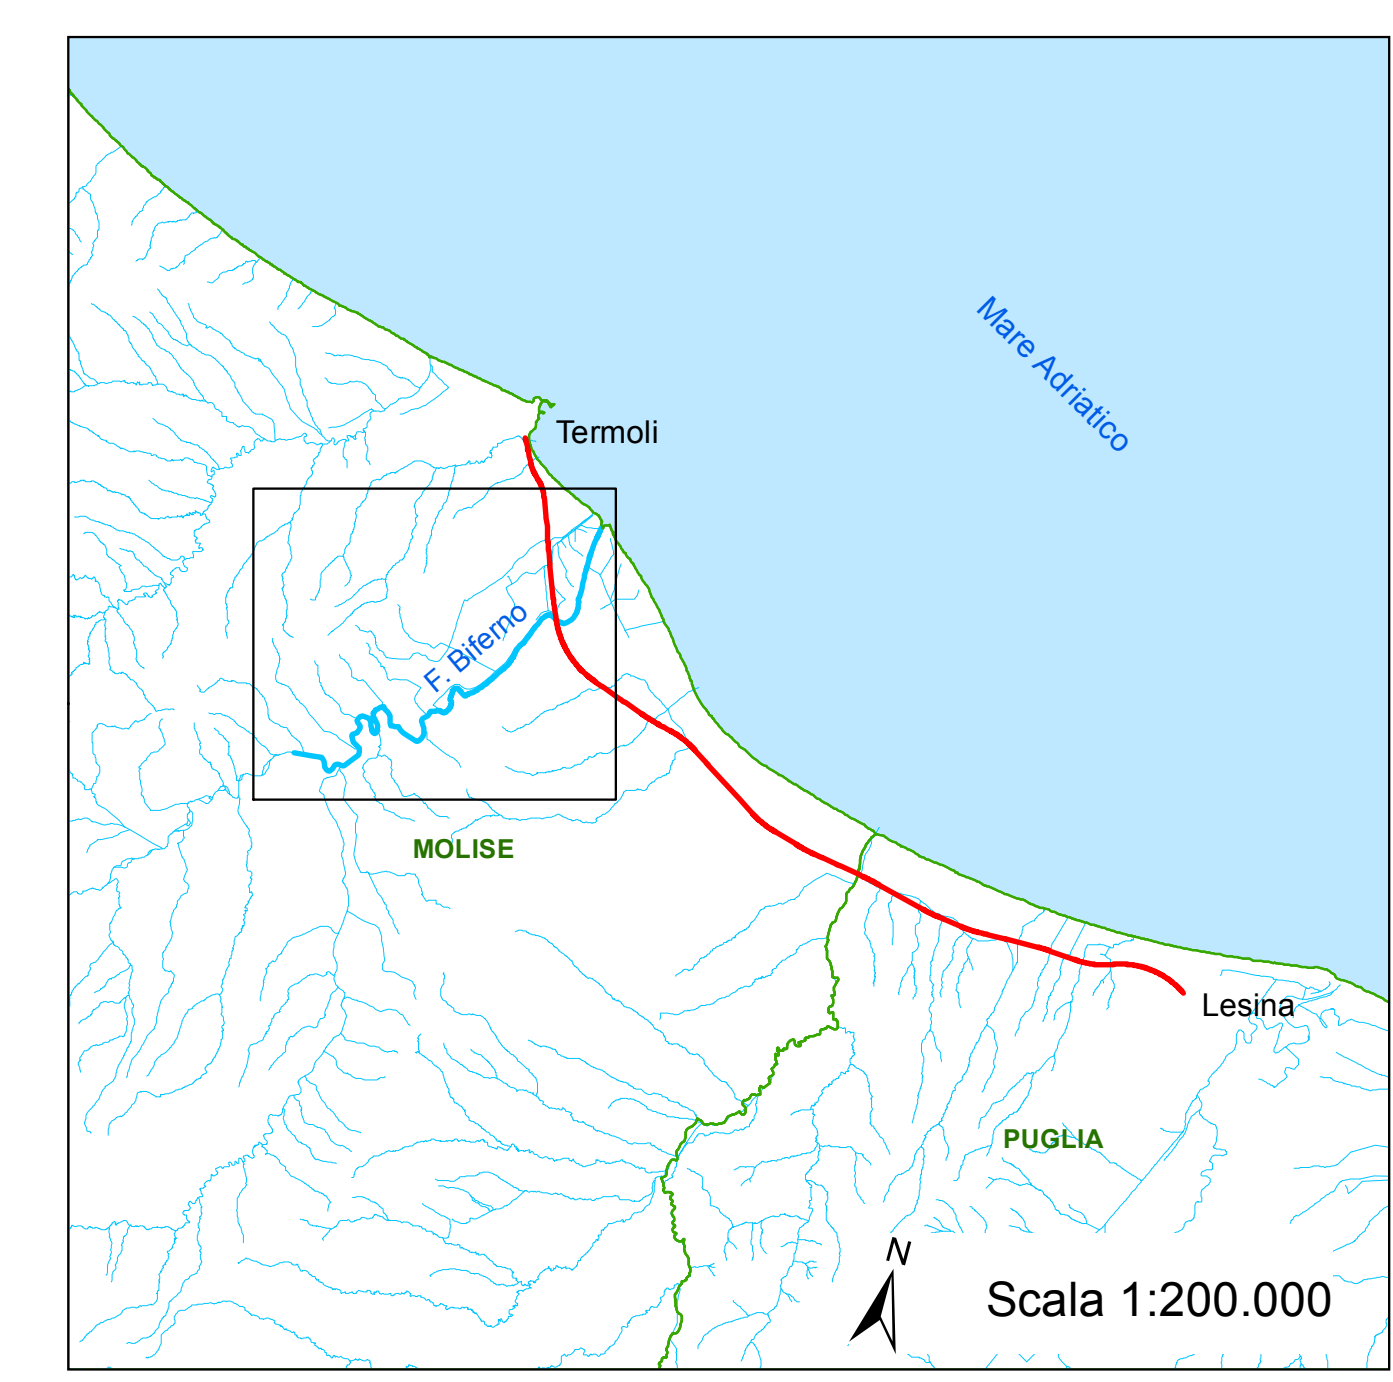 Mare Adriatico
Termoli
F. Biferno
MOLISE
Lesina
PUGLIA
N
Scala 1:200.000